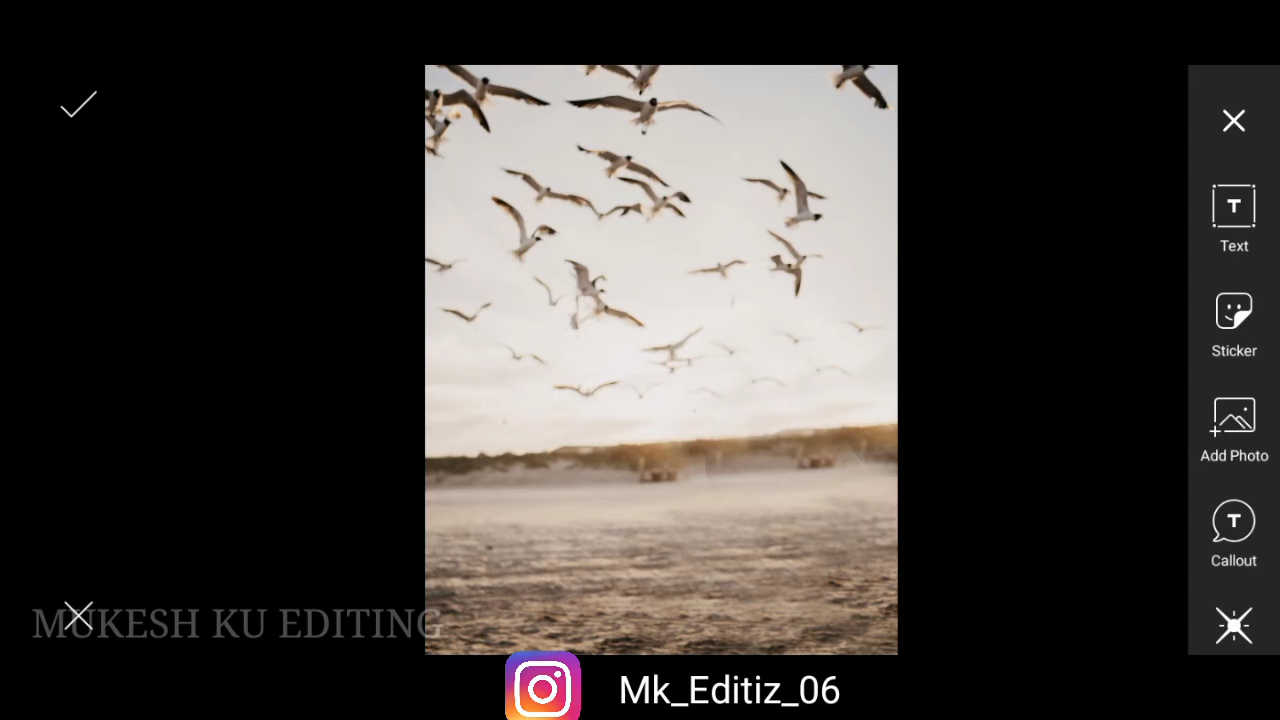 T
Text
Sticker
Add Photo
T
Callout
MUKESH KU EDITING
Mk_Editiz_06